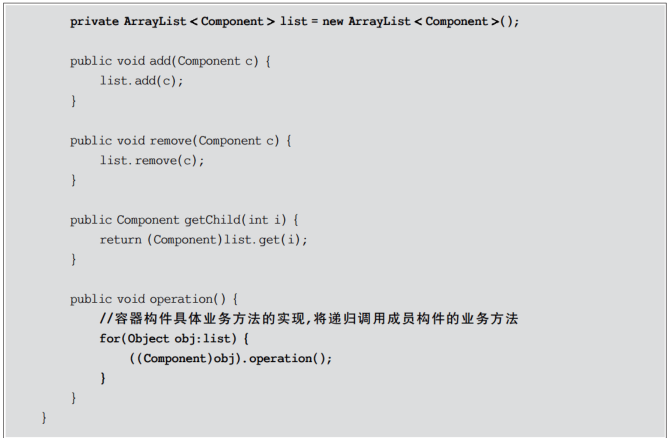 private ArrayList<Component> list = new ArrayList<Component>();
public void add(Component c) {
list.add(c);
}
public void remove(Component c) {
list.remove(c);
}
public Component getChild(int i) {
return (Component)list.get(i);
}
public void operation() {
//容器构件具体业务方法的实现,将递归调用成员构件的业务方法
for(Object obj:list) {
((Component)obj).operation();
}
}
}